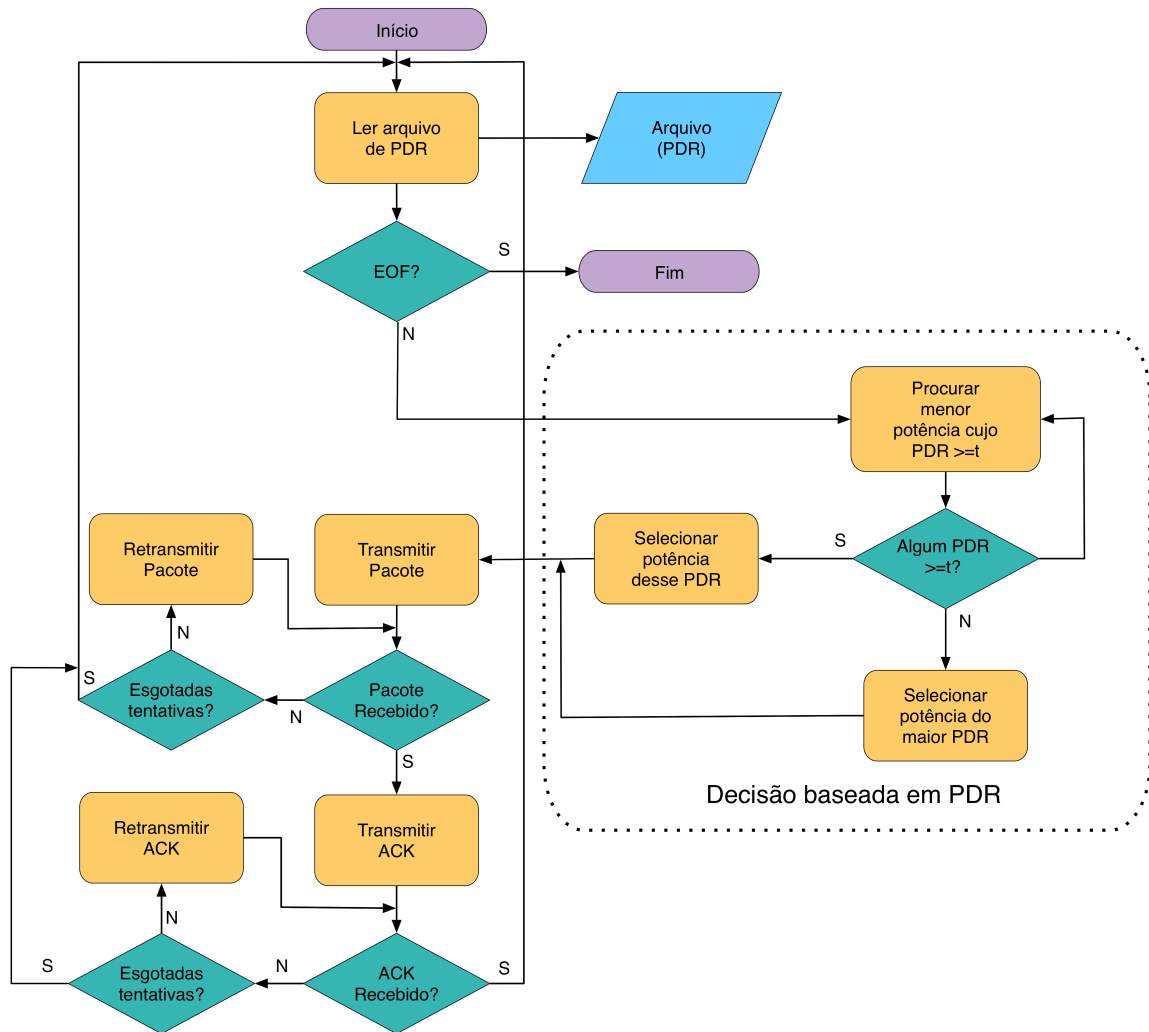 Início
Ler arquivo
de PDR
Arquivo
(PDR)
EOF?
S
Fim
N
Procurar
menor
potência cujo
PDR >=t
Algum PDR
>=t?
S
N
Selecionar
potência
desse PDR
Selecionar
potência do
maior PDR
Decisão baseada em PDR
Transmitir
Pacote
Retransmitir
Pacote
N
Pacote
Recebido?
N
Esgotadas
tentativas?
S
S
Transmitir
ACK
Retransmitir
ACK
N
ACK
Recebido?
S
N
Esgotadas
tentativas?
S